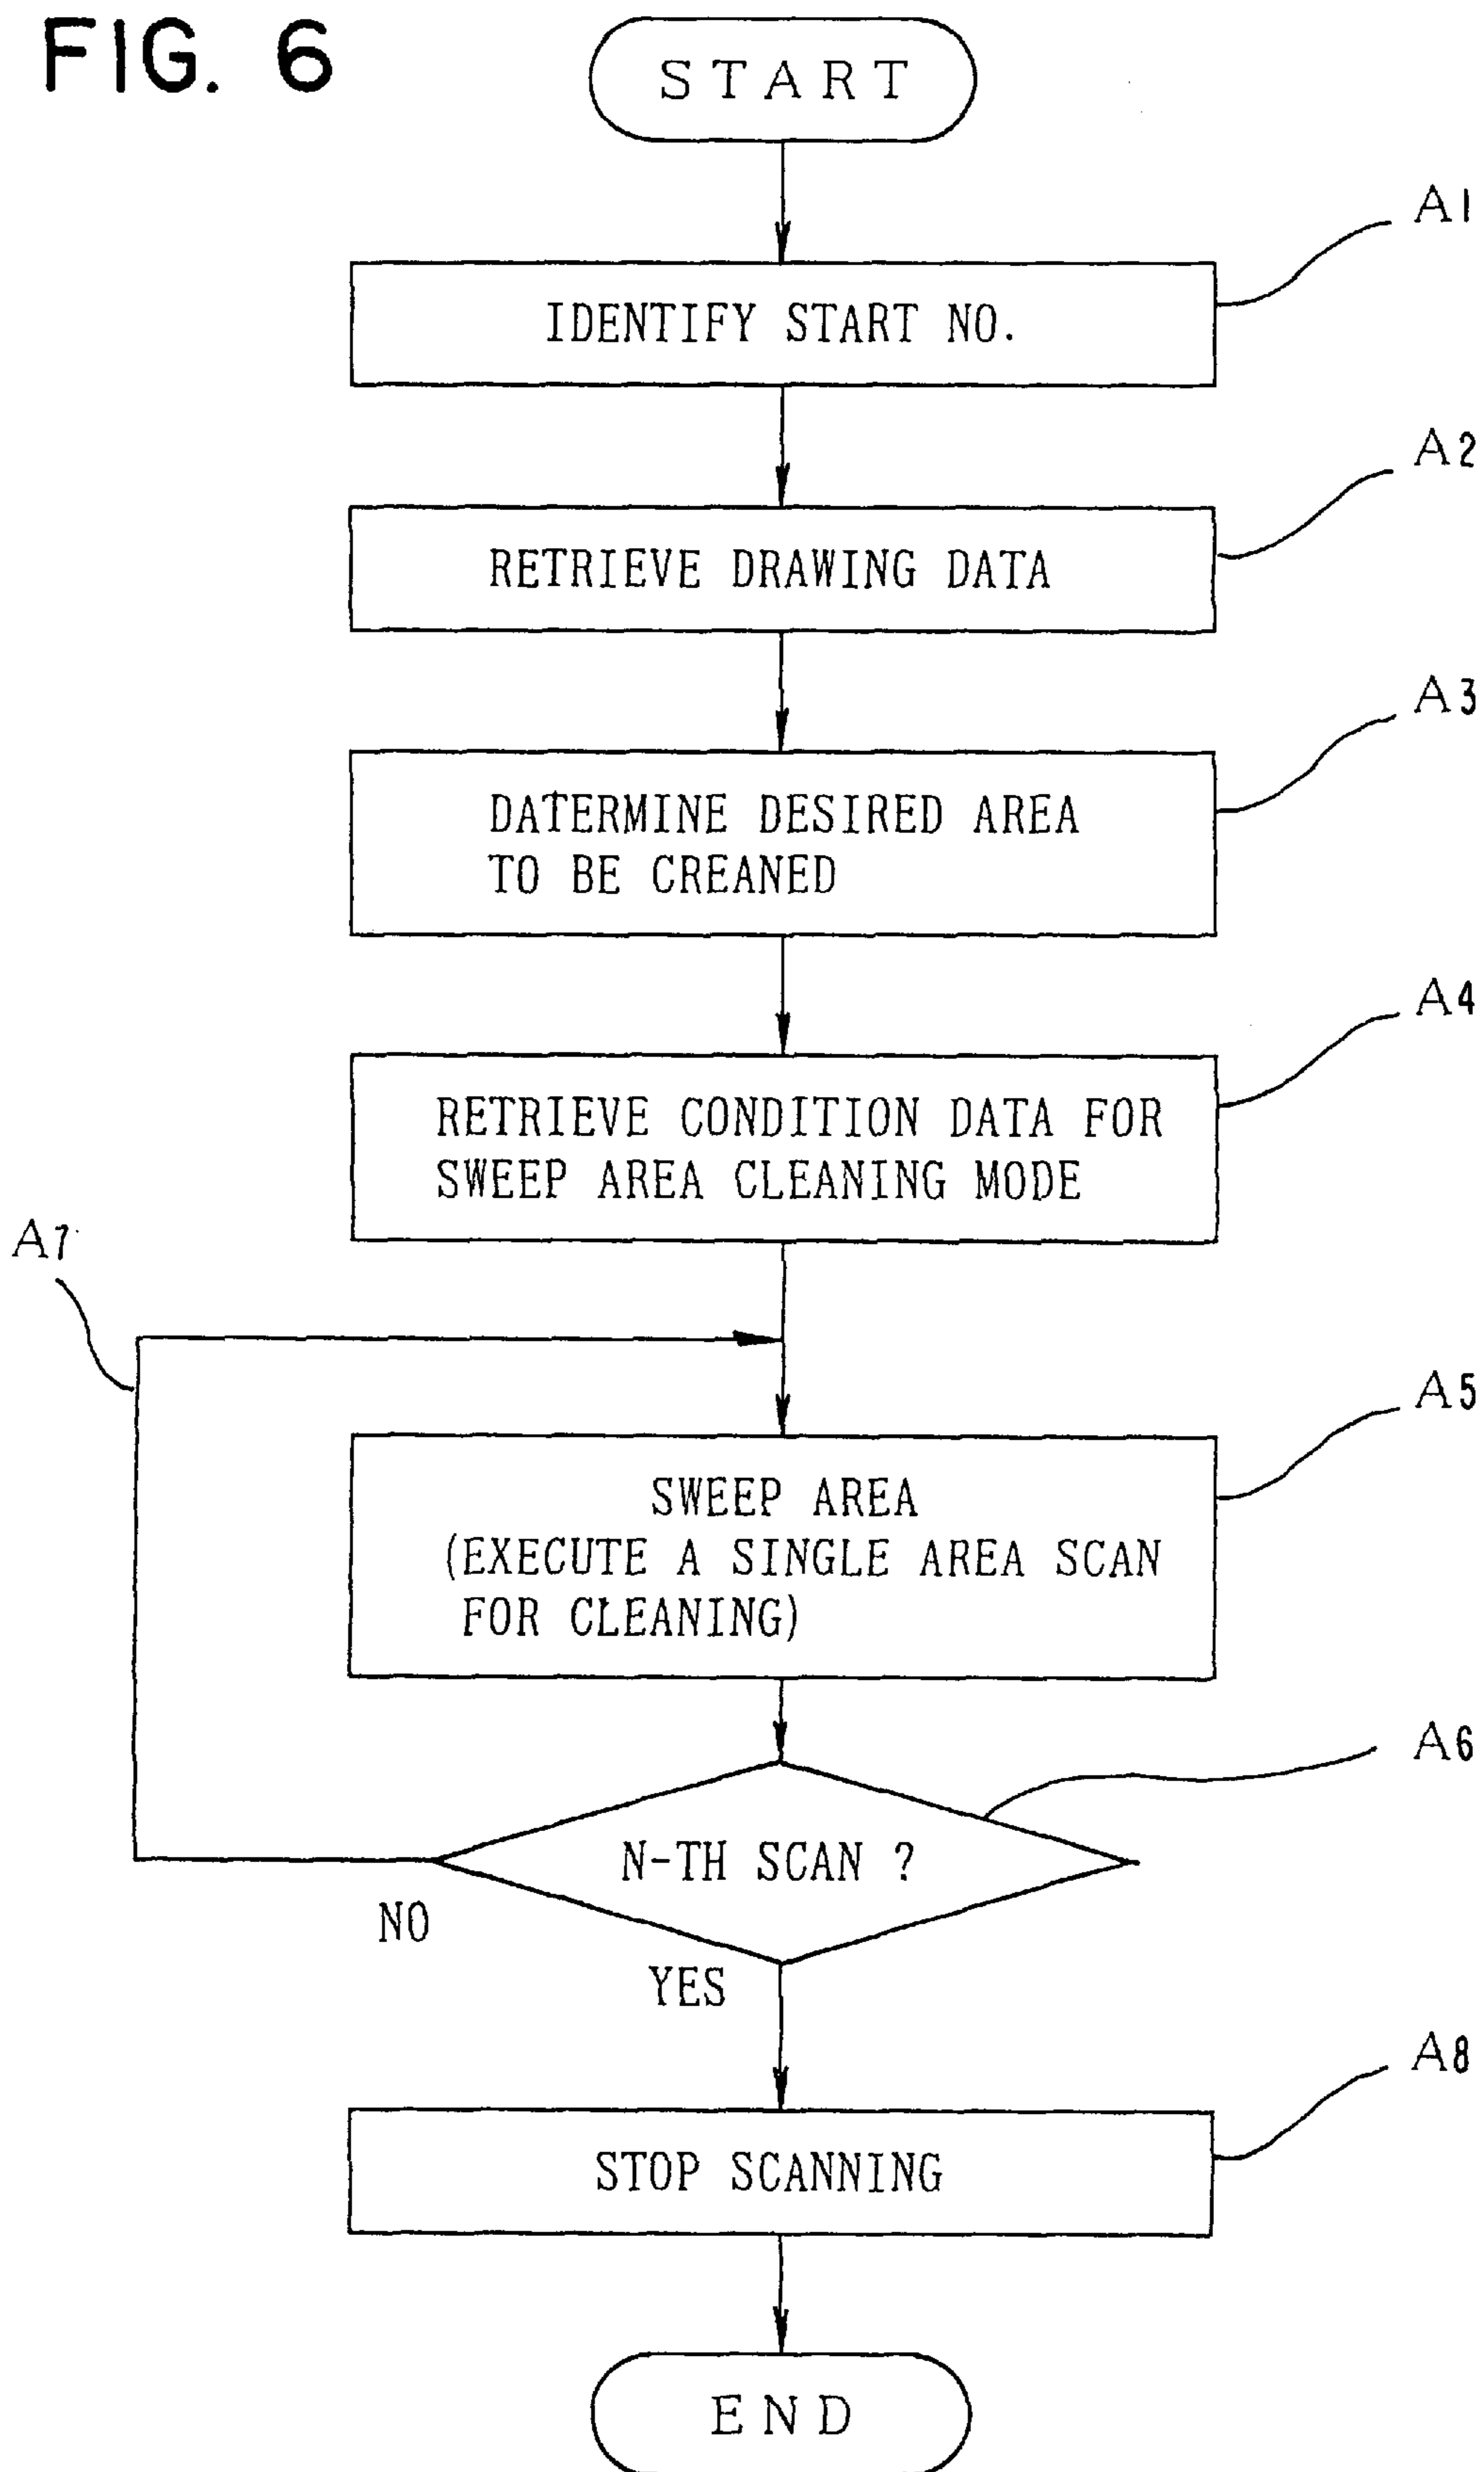 FIG. 6
START
A1
IDENTIFY START NO.
A2
RETRIEVE DRAWING DATA
A3
DATERMINE DESIRED AREA
TO BE CREANED
A4
RETRIEVE CONDITION DATA FOR
SWEEP AREA CLEANING MODE
A7
A5
SWEEP AREA
(EXECUTE A SINGLE AREA SCAN
FOR CLEANING)
A6
N-TH SCAN ?
NO
YES
A8
STOP SCANNING
END